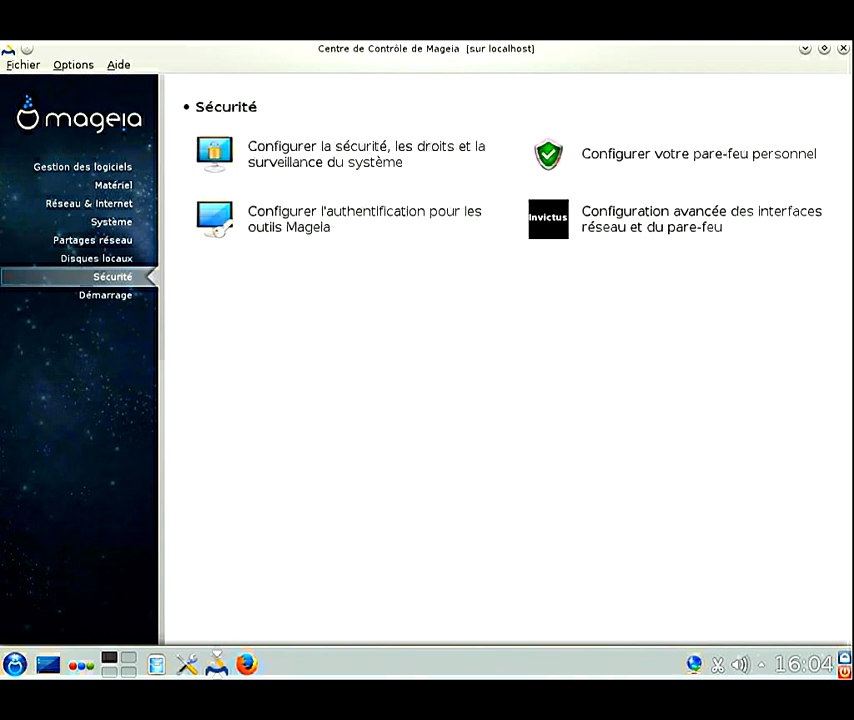 Centre de Contrôle de Mageia [sur localhost]
Fichier Options Aide
mageia
Gestion des logiciels
Matériel
Réseau & Internet
Système
Partages réseau
Disques locaux
Sécurité
Démarrage
• Sécurité
Configurer la sécurité, les droits et la
surveillance du système
Configurer votre pare-feu personnel
Configurer l'authentification pour les
outils Mageia
Invictus
Configuration avancée des interfaces
réseau et du pare-feu
16:04